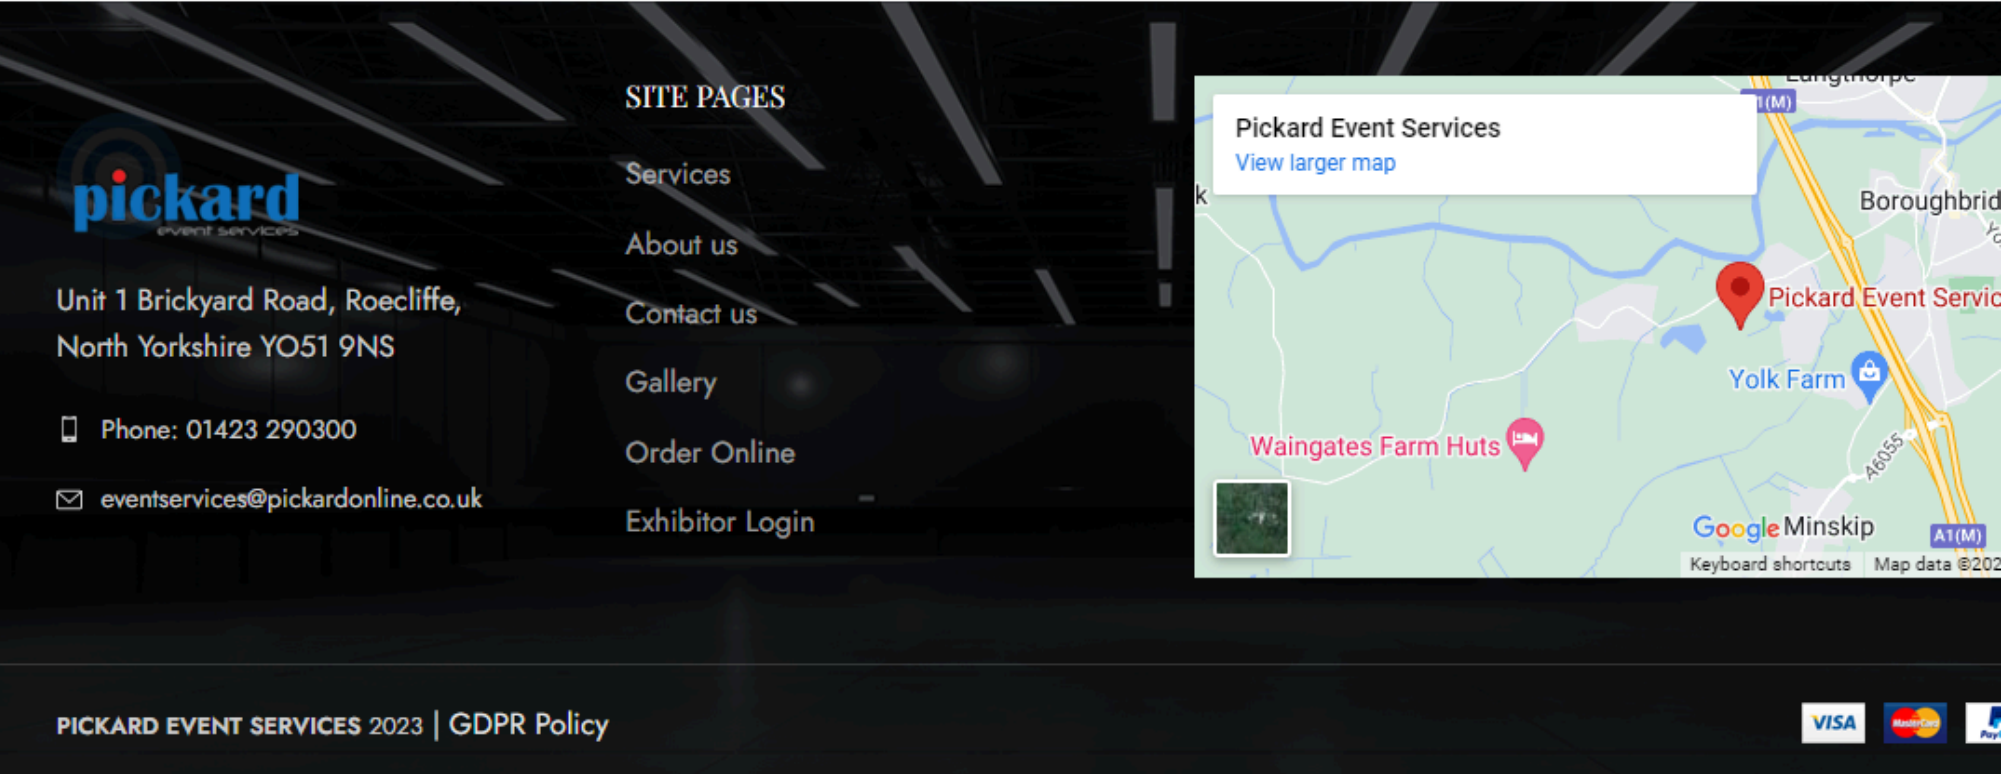 pickard
event services
Unit 1 Brickyard Road, Roecliffe,
North Yorkshire YO51 9NS
Phone: 01423 290300
eventservices@pickardonline.co.uk
SITE PAGES
Services
About us
Contact us
Gallery
Order Online
Exhibitor Login
Pickard Event Services
View larger map
1(M)
k
Boroughbrid
Pickard Event Servic
Yolk Farm
Waingates Farm Huts
A6055
Google Minskip
A1(M)
Keyboard shortcuts Map data ©202
PICKARD EVENT SERVICES 2023 | GDPR Policy
VISA MasterCard Pay